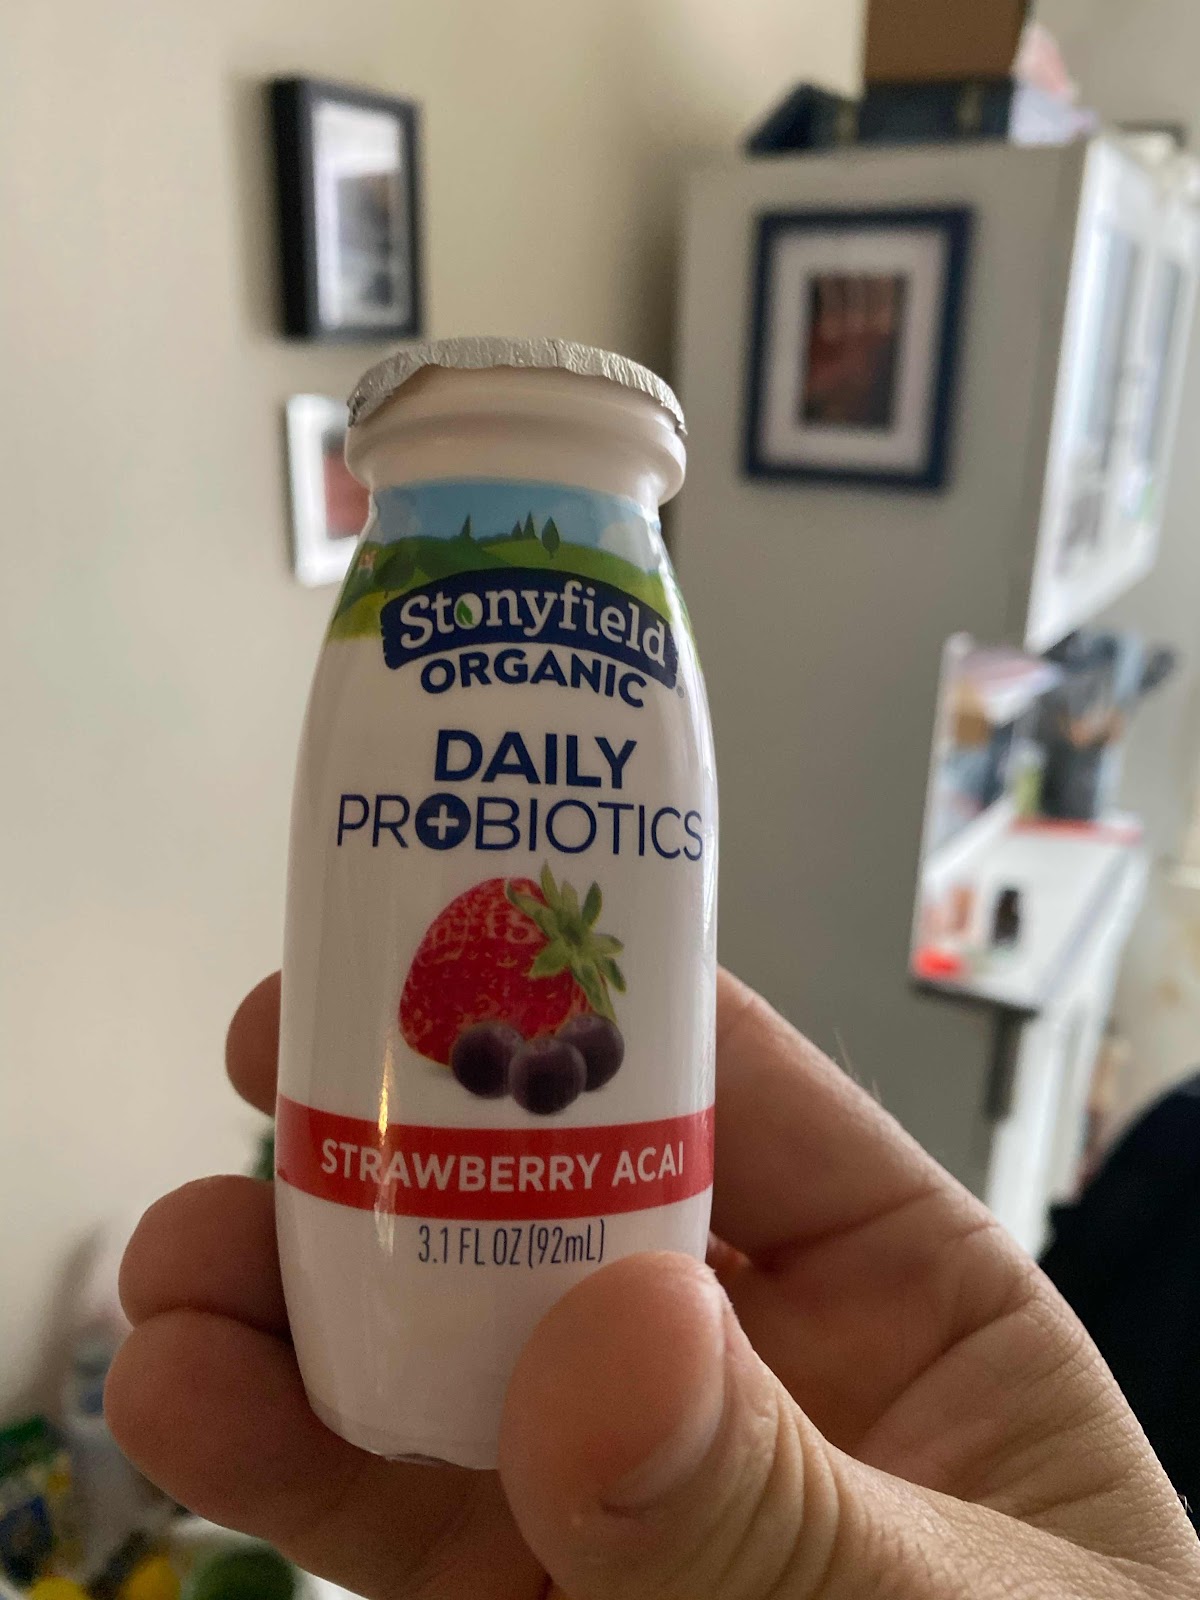 Stonyfield
ORGANIC
DAILY
PROBIOTICS
STRAWBERRY ACAI
3.1 FL OZ (92mL)